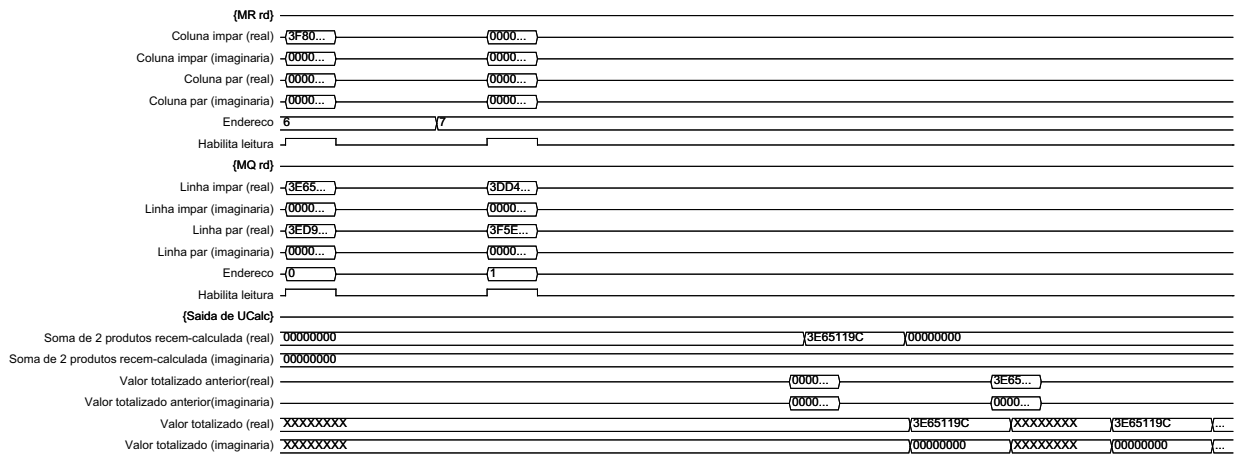 {MR rd}
Coluna impar (real) 3F80... 0000...
Coluna impar (imaginaria) 0000... 0000...
Coluna par (real) 0000... 0000...
Coluna par (imaginaria) 0000... 0000...
Endereco 6 7
Habilita leitura
{MQ rd}
Linha impar (real) 3E65... 3DD4...
Linha impar (imaginaria) 0000... 0000...
Linha par (real) 3ED9... 3F5E...
Linha par (imaginaria) 0000... 0000...
Endereco 0 1
Habilita leitura
{Saida de UCalc}
Soma de 2 produtos recem-calculada (real) 00000000 3E65119C 00000000
Soma de 2 produtos recem-calculada (imaginaria) 00000000
Valor totalizado anterior(real) 0000... 3E65...
Valor totalizado anterior(imaginaria) 0000... 0000...
Valor totalizado (real) XXXXXXXX 3E65119C XXXXXXXX 3E65119C ...
Valor totalizado (imaginaria) XXXXXXXX 00000000 XXXXXXXX 00000000 ...